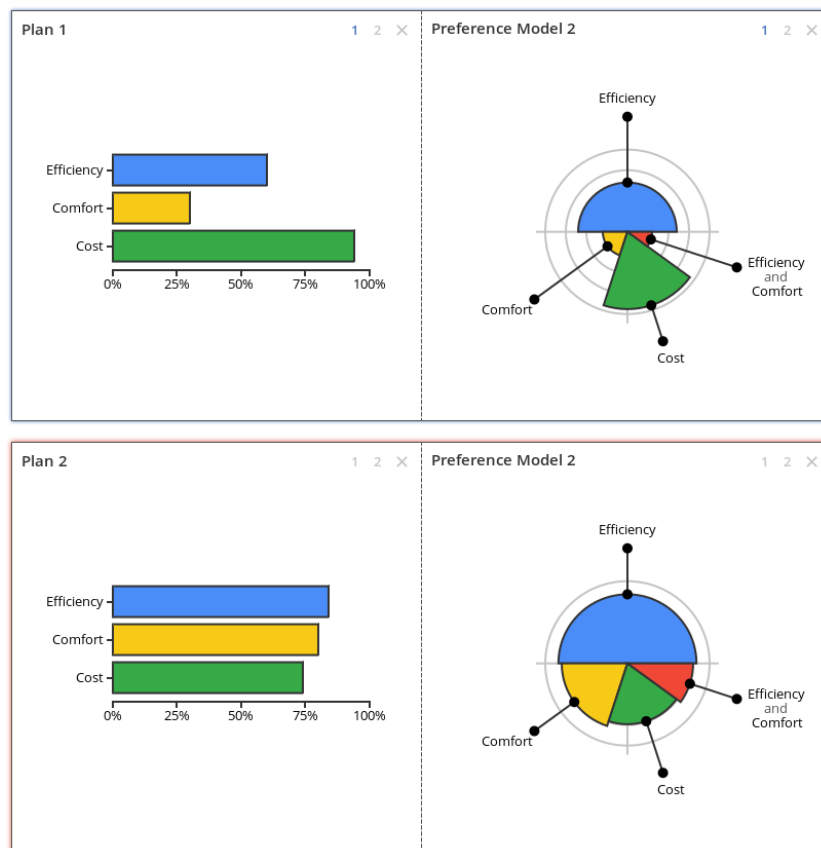 Plan 1
1 2 ×
Efficiency
Comfort
Cost
0% 25% 50% 75% 100%
Preference Model 2
1 2 ×
Efficiency
Efficiency
and
Comfort
Comfort
Cost
Plan 2
1 2 ×
Efficiency
Comfort
Cost
0% 25% 50% 75% 100%
Preference Model 2
1 2 ×
Efficiency
Efficiency
and
Comfort
Comfort
Cost